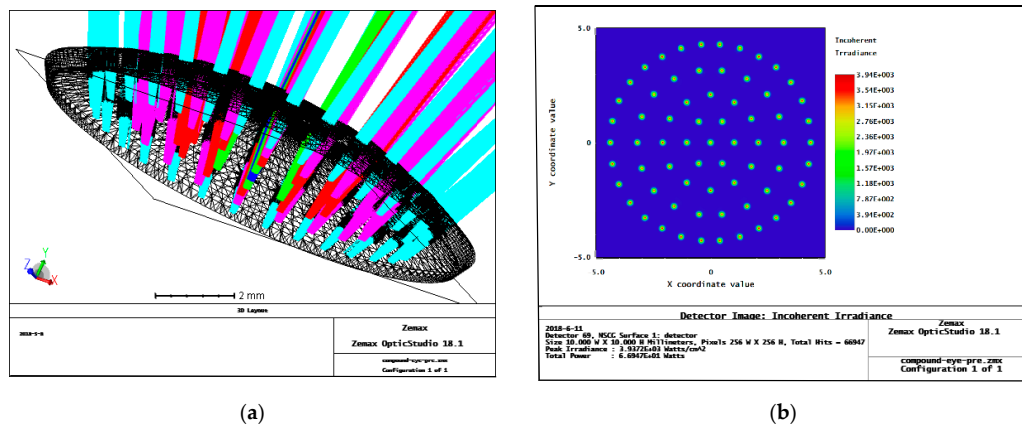 Z
Y
X
2 mm
3D Layout
2018-5-8
Zemax
Zemax OpticStudio 18.1
compound-eye-pre.zmx
Configuration 1 of 1
(a)
5.0
0
-5.0
Y coordinate value
5.0
0
5.0
X coordinate value
Incoherent
Irradiance
3.94E+003
3.54E+003
3.15E+003
2.76E+003
2.36E+003
1.97E+003
1.57E+003
1.18E+003
7.87E+002
3.94E+002
0.00E+000
Detector Image: Incoherent Irradiance
2018-6-11
Detector 69, NSCG Surface 1: detector
Size 10.000 W X 10.000 H Millimeters, Pixels 256 W X 256 H, Total Hits = 66947
Peak Irradiance : 3.9372E+03 Watts/cm^2
Total Power : 6.6947E+01 Watts
Zemax
Zemax OpticStudio 18.1
compound-eye-pre.zmx
Configuration 1 of 1
(b)